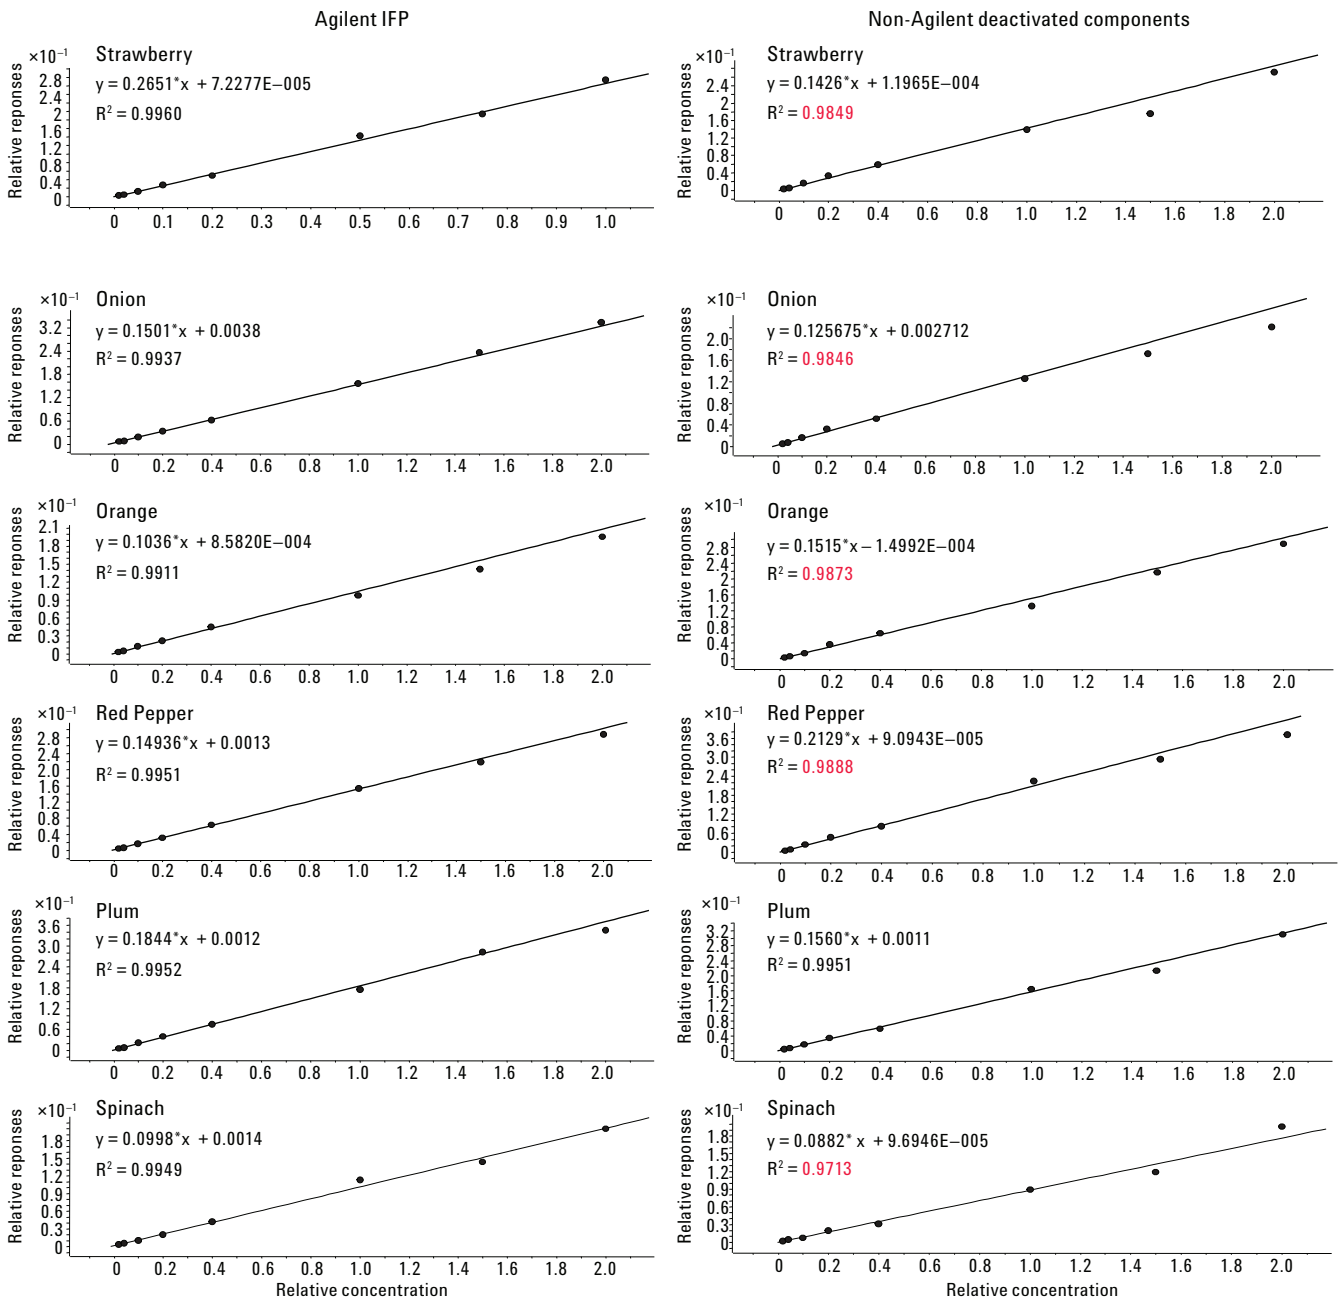 Agilent IFP
Non-Agilent deactivated components
Strawberry
y = 0.2651*x + 7.2277E–005
R² = 0.9960
×10⁻¹
2.8
2.4
2
1.6
1.2
0.8
0.4
0
Relative reponses
0 0.1 0.2 0.3 0.4 0.5 0.6 0.7 0.8 0.9 1.0
Strawberry
y = 0.1426*x + 1.1965E–004
R² = 0.9849
×10⁻¹
2.4
2
1.6
1.2
0.8
0.4
0
Relative reponses
0 0.2 0.4 0.6 0.8 1.0 1.2 1.4 1.6 1.8 2.0
Onion
y = 0.1501*x + 0.0038
R² = 0.9937
×10⁻¹
3.2
2.4
2
1.2
0.6
0
Relative reponses
0 0.2 0.4 0.6 0.8 1.0 1.2 1.4 1.6 1.8 2.0
Onion
y = 0.125675*x + 0.002712
R² = 0.9846
×10⁻¹
2.0
1.6
1.2
0.8
0.4
0
Relative reponses
0 0.2 0.4 0.6 0.8 1.0 1.2 1.4 1.6 1.8 2.0
Orange
y = 0.1036*x + 8.5820E–004
R² = 0.9911
×10⁻¹
2.1
1.8
1.5
1.2
0.9
0.6
0.3
0
Relative reponses
0 0.2 0.4 0.6 0.8 1.0 1.2 1.4 1.6 1.8 2.0
Orange
y = 0.1515*x – 1.4992E–004
R² = 0.9873
×10⁻¹
2.8
2.4
2
1.6
1.2
0.8
0.4
0
Relative reponses
0 0.2 0.4 0.6 0.8 1.0 1.2 1.4 1.6 1.8 2.0
Red Pepper
y = 0.14936*x + 0.0013
R² = 0.9951
×10⁻¹
2.8
2.4
2.0
1.6
1.2
0.8
0.4
0
Relative reponses
0 0.2 0.4 0.6 0.8 1.0 1.2 1.4 1.6 1.8 2.0
Red Pepper
y = 0.2129*x + 9.0943E–005
R² = 0.9888
×10⁻¹
3.6
3.0
2.4
1.8
1.2
0.6
0
Relative reponses
0 0.2 0.4 0.6 0.8 1.0 1.2 1.4 1.6 1.8 2.0
Plum
y = 0.1844*x + 0.0012
R² = 0.9952
×10⁻¹
3.6
3.0
2.4
1.8
1.2
0.6
0
Relative reponses
0 0.2 0.4 0.6 0.8 1.0 1.2 1.4 1.6 1.8 2.0
Plum
y = 0.1560*x + 0.0011
R² = 0.9951
×10⁻¹
3.2
2.8
2.4
2.0
1.6
1.2
0.8
0.4
0
Relative reponses
0 0.2 0.4 0.6 0.8 1.0 1.2 1.4 1.6 1.8 2.0
Spinach
y = 0.0998*x + 0.0014
R² = 0.9949
×10⁻¹
1.8
1.5
1.2
0.9
0.6
0.3
0
Relative reponses
0 0.2 0.4 0.6 0.8 1.0 1.2 1.4 1.6 1.8 2.0
Relative concentration
Spinach
y = 0.0882* x + 9.6946E–005
R² = 0.9713
×10⁻¹
1.8
1.5
1.2
0.9
0.6
0.3
0
Relative reponses
0 0.2 0.4 0.6 0.8 1.0 1.2 1.4 1.6 1.8 2.0
Relative concentration